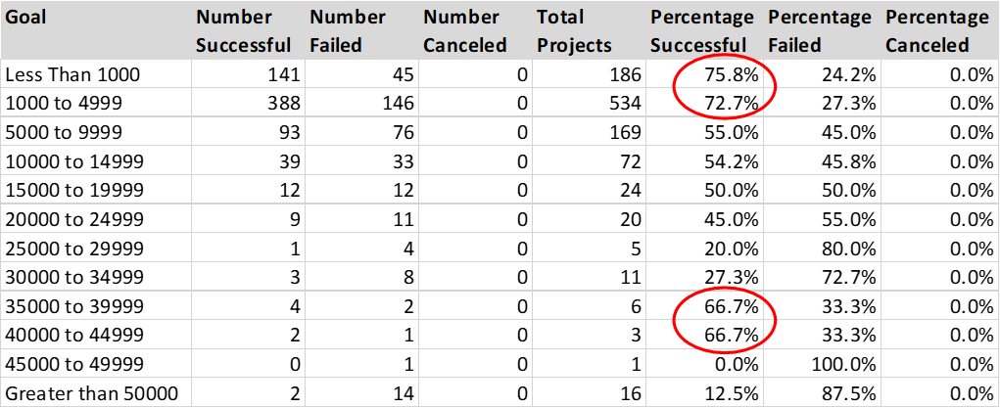 Goal Number Successful Number Failed Number Canceled Total Projects Percentage Successful Percentage Failed Percentage Canceled
Less Than 1000 141 45 0 186 75.8% 24.2% 0.0%
1000 to 4999 388 146 0 534 72.7% 27.3% 0.0%
5000 to 9999 93 76 0 169 55.0% 45.0% 0.0%
10000 to 14999 39 33 0 72 54.2% 45.8% 0.0%
15000 to 19999 12 12 0 24 50.0% 50.0% 0.0%
20000 to 24999 9 11 0 20 45.0% 55.0% 0.0%
25000 to 29999 1 4 0 5 20.0% 80.0% 0.0%
30000 to 34999 3 8 0 11 27.3% 72.7% 0.0%
35000 to 39999 4 2 0 6 66.7% 33.3% 0.0%
40000 to 44999 2 1 0 3 66.7% 33.3% 0.0%
45000 to 49999 0 1 0 1 0.0% 100.0% 0.0%
Greater than 50000 2 14 0 16 12.5% 87.5% 0.0%